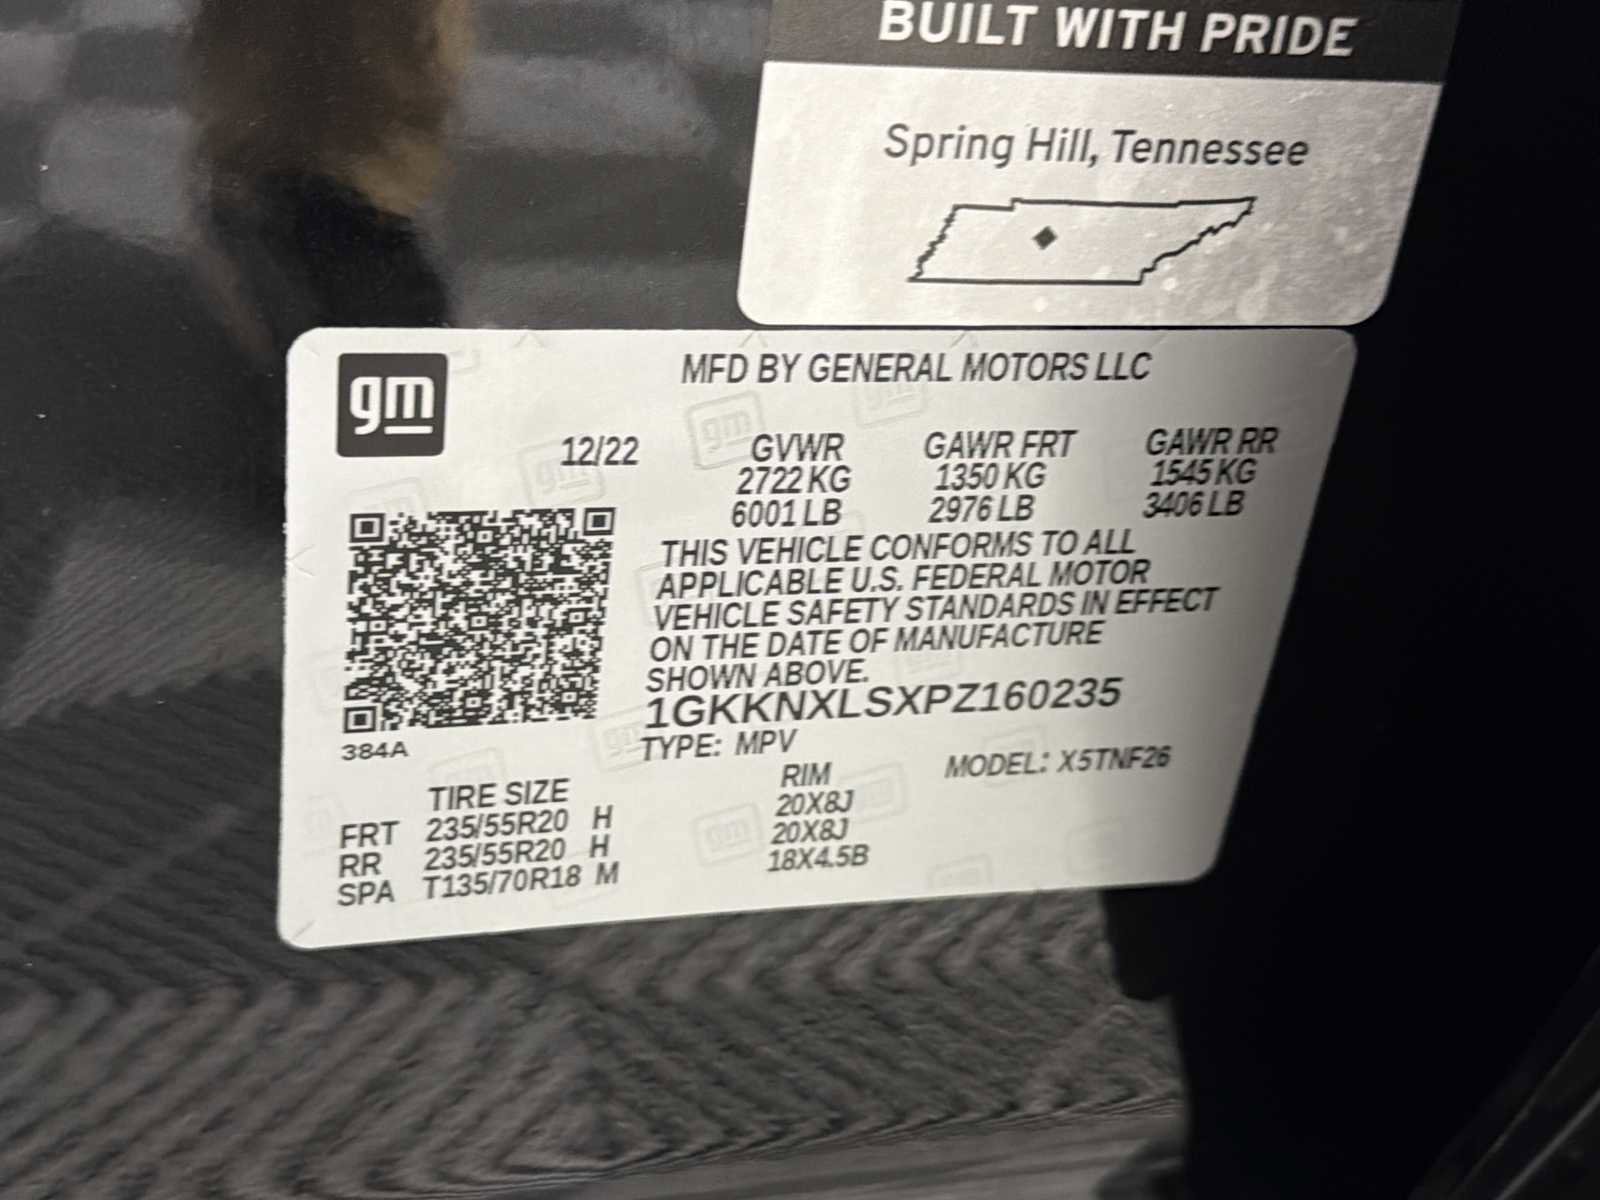 BUILT WITH PRIDE
Spring Hill, Tennessee
gm
MFD BY GENERAL MOTORS LLC
12/22 GVWR GAWR FRT GAWR RR
2722 KG 1350 KG 1545 KG
6001 LB 2976 LB 3406 LB
THIS VEHICLE CONFORMS TO ALL
APPLICABLE U.S. FEDERAL MOTOR
VEHICLE SAFETY STANDARDS IN EFFECT
ON THE DATE OF MANUFACTURE
SHOWN ABOVE.
1GKKNXLSXPZ160235
384A
TYPE: MPV MODEL: X5TNF26
TIRE SIZE RIM
FRT 235/55R20 H 20X8J
RR 235/55R20 H 20X8J
SPA T135/70R18 M 18X4.5B